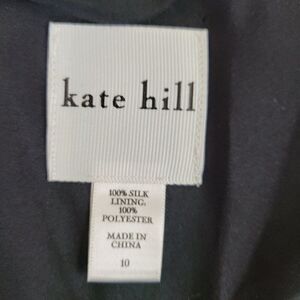 kate hill
100% SILK
LINING:
100%
POLYESTER
MADE IN
CHINA
10